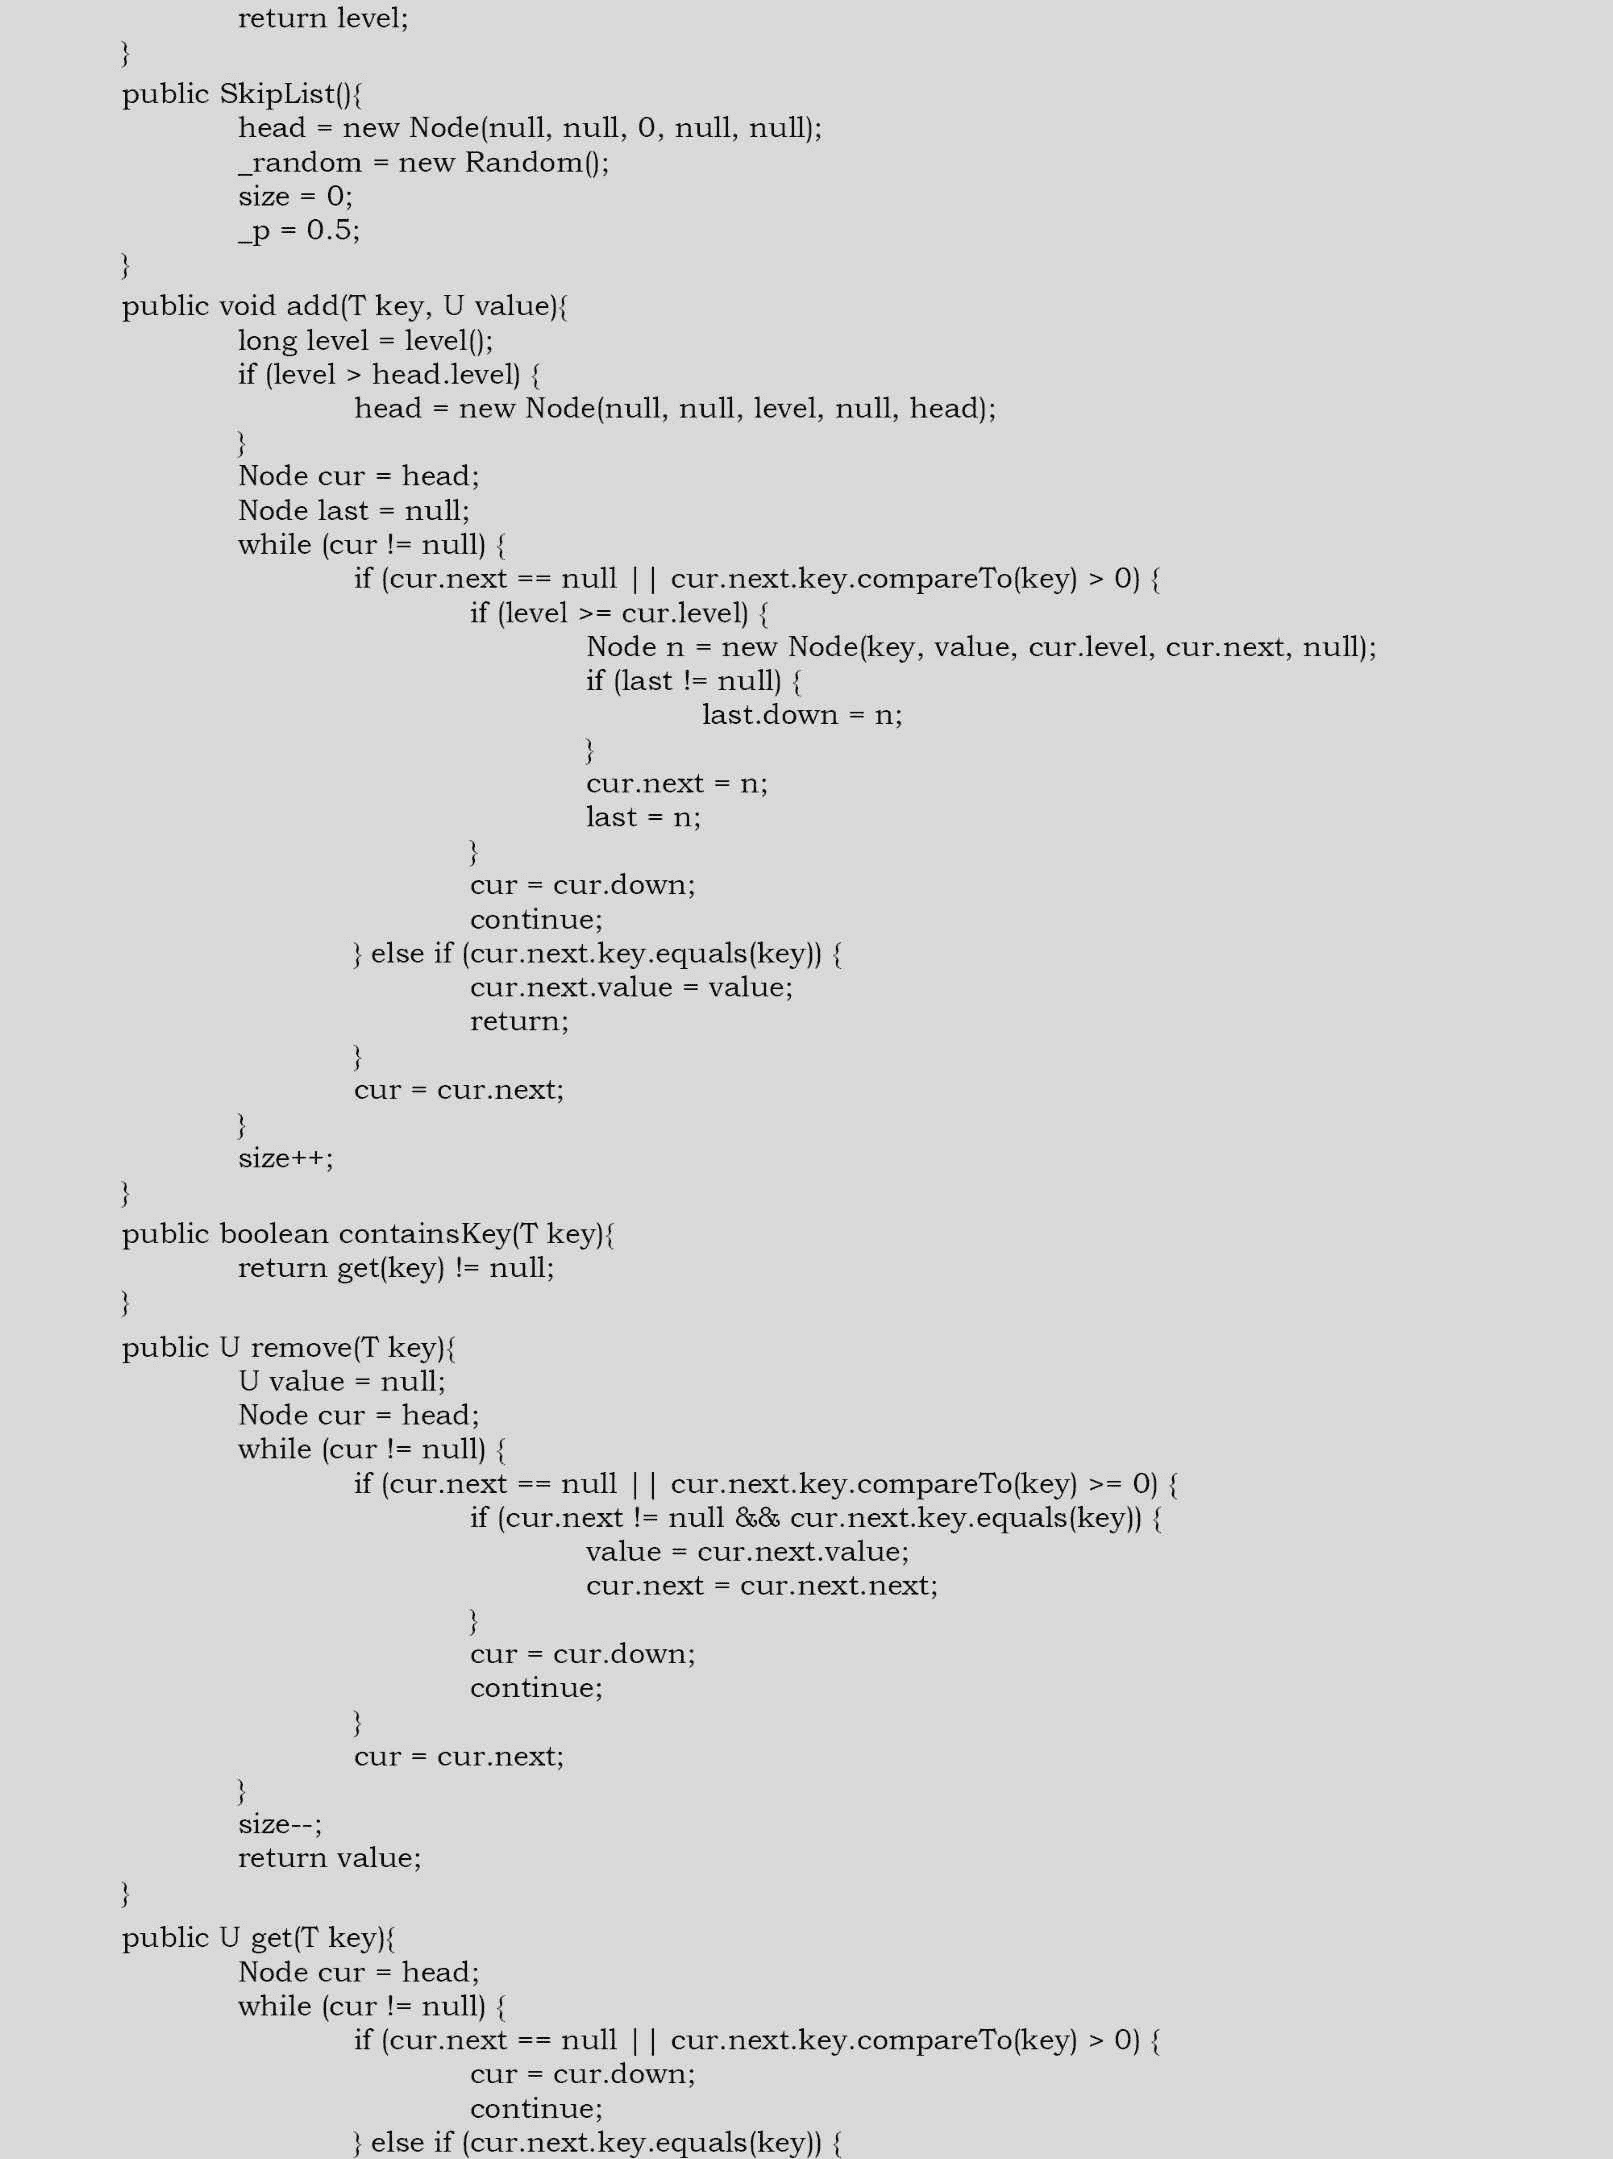 return level;
}
public SkipList(){
head = new Node(null, null, 0, null, null);
_random = new Random();
size = 0;
_p = 0.5;
}
public void add(T key, U value){
long level = level();
if (level > head.level) {
head = new Node(null, null, level, null, head);
}
Node cur = head;
Node last = null;
while (cur != null) {
if (cur.next == null || cur.next.key.compareTo(key) > 0) {
if (level >= cur.level) {
Node n = new Node(key, value, cur.level, cur.next, null);
if (last != null) {
last.down = n;
}
cur.next = n;
last = n;
}
cur = cur.down;
continue;
} else if (cur.next.key.equals(key)) {
cur.next.value = value;
return;
}
cur = cur.next;
}
size++;
}
public boolean containsKey(T key){
return get(key) != null;
}
public U remove(T key){
U value = null;
Node cur = head;
while (cur != null) {
if (cur.next == null || cur.next.key.compareTo(key) >= 0) {
if (cur.next != null && cur.next.key.equals(key)) {
value = cur.next.value;
cur.next = cur.next.next;
}
cur = cur.down;
continue;
}
cur = cur.next;
}
size--;
return value;
}
public U get(T key){
Node cur = head;
while (cur != null) {
if (cur.next == null || cur.next.key.compareTo(key) > 0) {
cur = cur.down;
continue;
} else if (cur.next.key.equals(key)) {